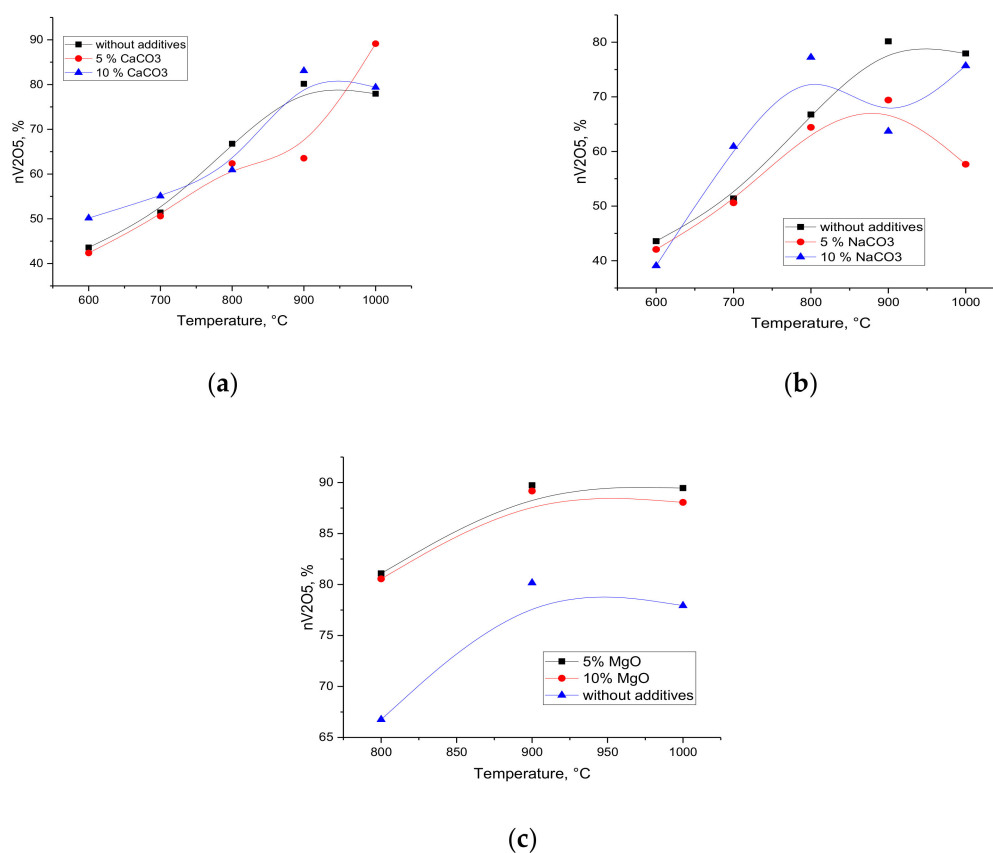 without additives
5 % CaCO3
10 % CaCO3
nV2O5, %
90
80
70
60
50
40
600 700 800 900 1000
Temperature, °C
(a)
without additives
5 % NaCO3
10 % NaCO3
nV2O5, %
80
70
60
50
40
600 700 800 900 1000
Temperature, °C
(b)
nV2O5, %
90
85
80
75
70
65
5% MgO
10% MgO
without additives
800 850 900 950 1000
Temperature, °C
(c)